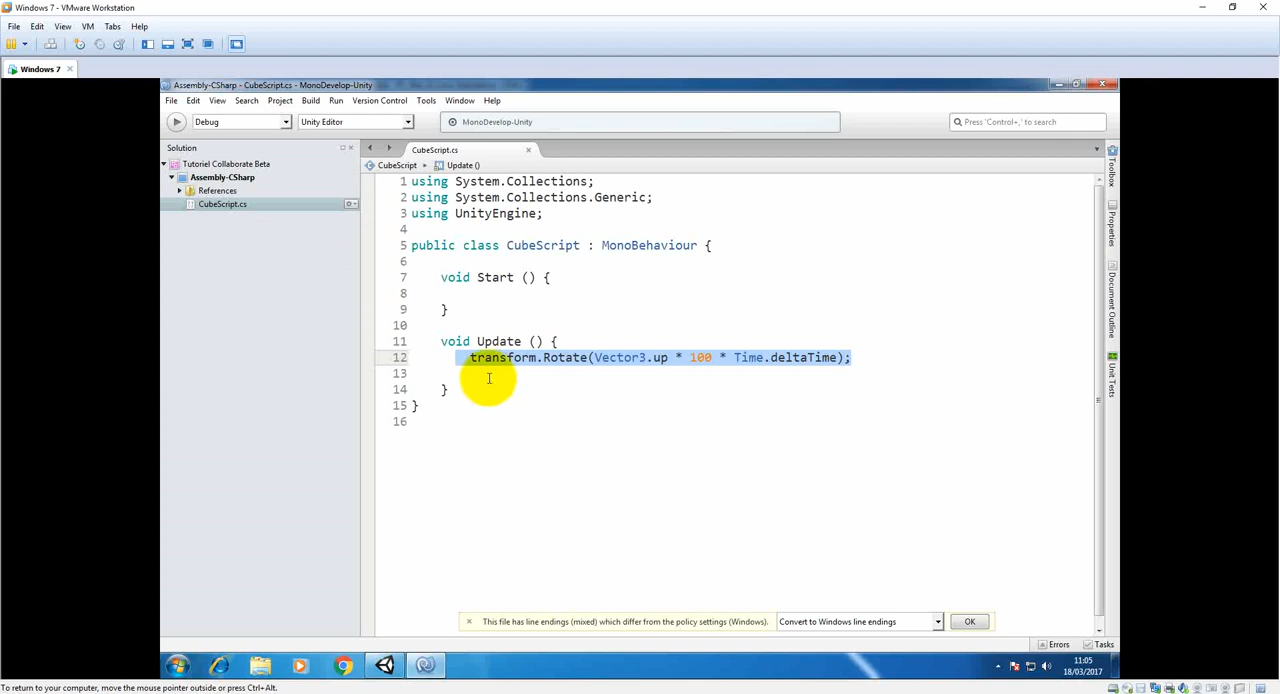 Windows 7 - VMware Workstation
File Edit View VM Tabs Help
Windows 7
Assembly-CSharp - CubeScript.cs - MonoDevelop-Unity
File Edit View Search Project Build Run Version Control Tools Window Help
Debug Unity Editor MonoDevelop-Unity Press 'Control+,' to search
Solution
CubeScript.cs
CubeScript Update ()
Tutoriel Collaborate Beta
Assembly-CSharp
References
CubeScript.cs
1 using System.Collections;
2 using System.Collections.Generic;
3 using UnityEngine;
4
5 public class CubeScript : MonoBehaviour {
6
7 void Start () {
8
9 }
10
11 void Update () {
12 transform.Rotate(Vector3.up * 100 * Time.deltaTime);
13
14 }
15 }
16
Toolbox
Properties
Document Outline
Unit Tests
This file has line endings (mixed) which differ from the policy settings (Windows). Convert to Windows line endings OK
Errors Tasks
11:05
18/03/2017
To return to your computer, move the mouse pointer outside or press Ctrl+Alt.